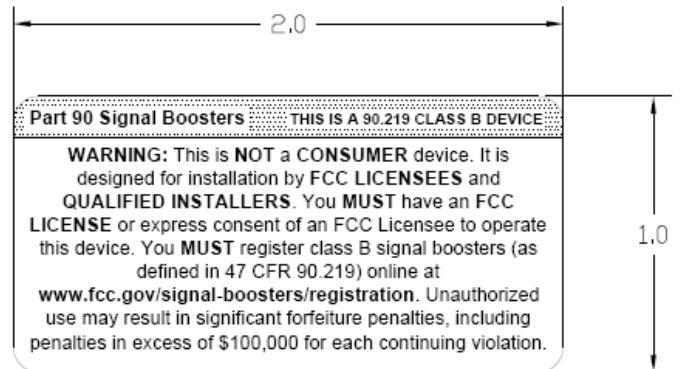 2.0
Part 90 Signal Boosters THIS IS A 90.219 CLASS B DEVICE
WARNING: This is NOT a CONSUMER device. It is
designed for installation by FCC LICENSEES and
QUALIFIED INSTALLERS. You MUST have an FCC
LICENSE or express consent of an FCC Licensee to operate
this device. You MUST register class B signal boosters (as
defined in 47 CFR 90.219) online at
www.fcc.gov/signal-boosters/registration. Unauthorized
use may result in significant forfeiture penalties, including
penalties in excess of $100,000 for each continuing violation.
1.0